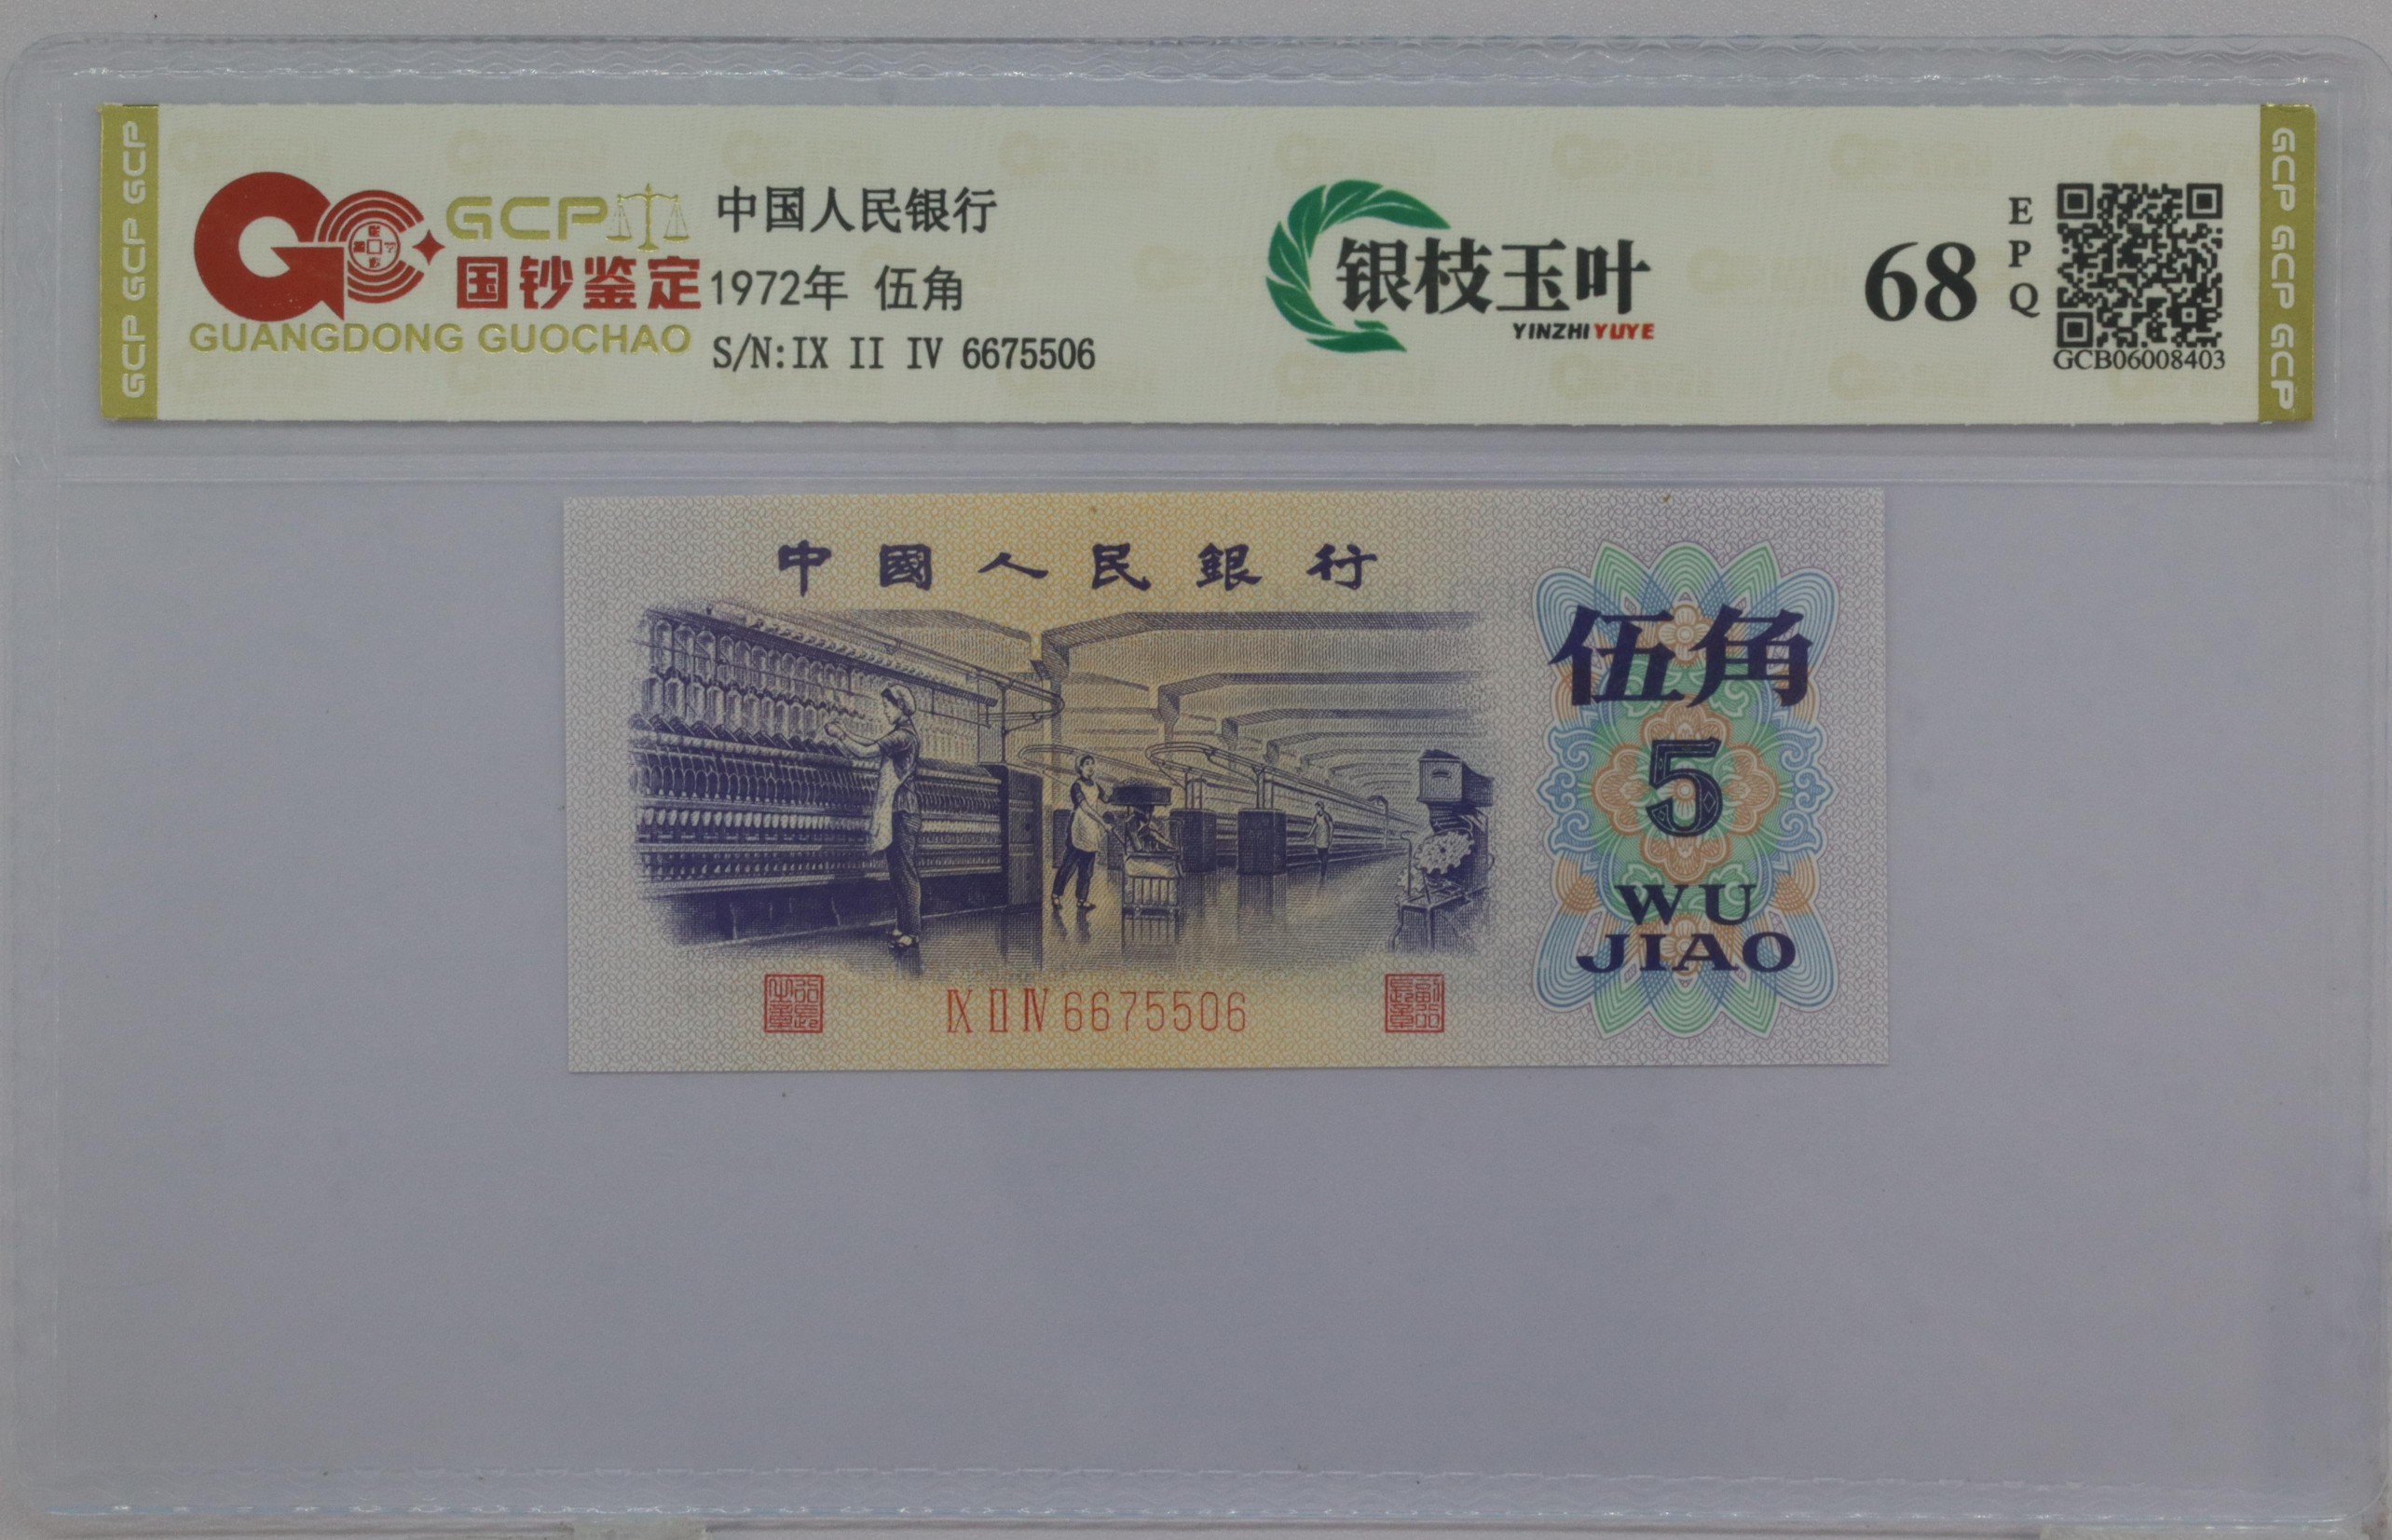 GCP GCP GCP
GCP
国钞鉴定
GUANGDONG GUOCHAO
中国人民银行
1972年 伍角
S/N:IX II IV 6675506
银枝玉叶
YINZHIYUYE
68
EPQ
GCB06008403
GCP GCP GCP
中國人民銀行
伍角
5
WU
JIAO
IX II IV 6675506